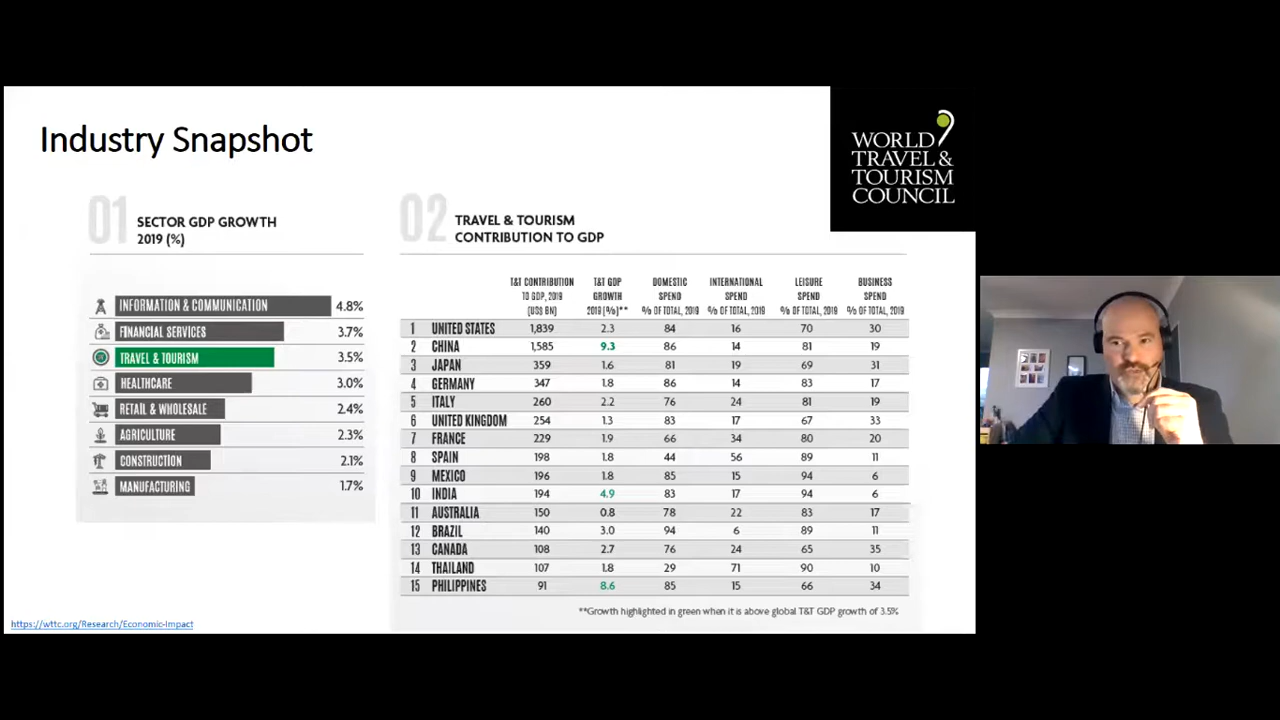 Industry Snapshot
WORLD
TRAVEL &
TOURISM
COUNCIL
01 SECTOR GDP GROWTH
2019 (%)
INFORMATION & COMMUNICATION 4.8%
FINANCIAL SERVICES 3.7%
TRAVEL & TOURISM 3.5%
HEALTHCARE 3.0%
RETAIL & WHOLESALE 2.4%
AGRICULTURE 2.3%
CONSTRUCTION 2.1%
MANUFACTURING 1.7%
02 TRAVEL & TOURISM
CONTRIBUTION TO GDP
T&T CONTRIBUTION T&T GDP DOMESTIC INTERNATIONAL LEISURE BUSINESS
TO GDP, 2019 GROWTH SPEND SPEND SPEND SPEND
(US$ BN) 2019 (%)** % OF TOTAL, 2019 % OF TOTAL, 2019 % OF TOTAL, 2019 % OF TOTAL, 2019
1 UNITED STATES 1,839 2.3 84 16 70 30
2 CHINA 1,585 9.3 86 14 81 19
3 JAPAN 359 1.6 81 19 69 31
4 GERMANY 347 1.8 86 14 83 17
5 ITALY 260 2.2 76 24 81 19
6 UNITED KINGDOM 254 1.3 83 17 67 33
7 FRANCE 229 1.9 66 34 80 20
8 SPAIN 198 1.8 44 56 89 11
9 MEXICO 196 1.8 85 15 94 6
10 INDIA 194 4.9 83 17 94 6
11 AUSTRALIA 150 0.8 78 22 83 17
12 BRAZIL 140 3.0 94 6 89 11
13 CANADA 108 2.7 76 24 65 35
14 THAILAND 107 1.8 29 71 90 10
15 PHILIPPINES 91 8.6 85 15 66 34
**Growth highlighted in green when it is above global T&T GDP growth of 3.5%
https://wttc.org/Research/Economic-Impact